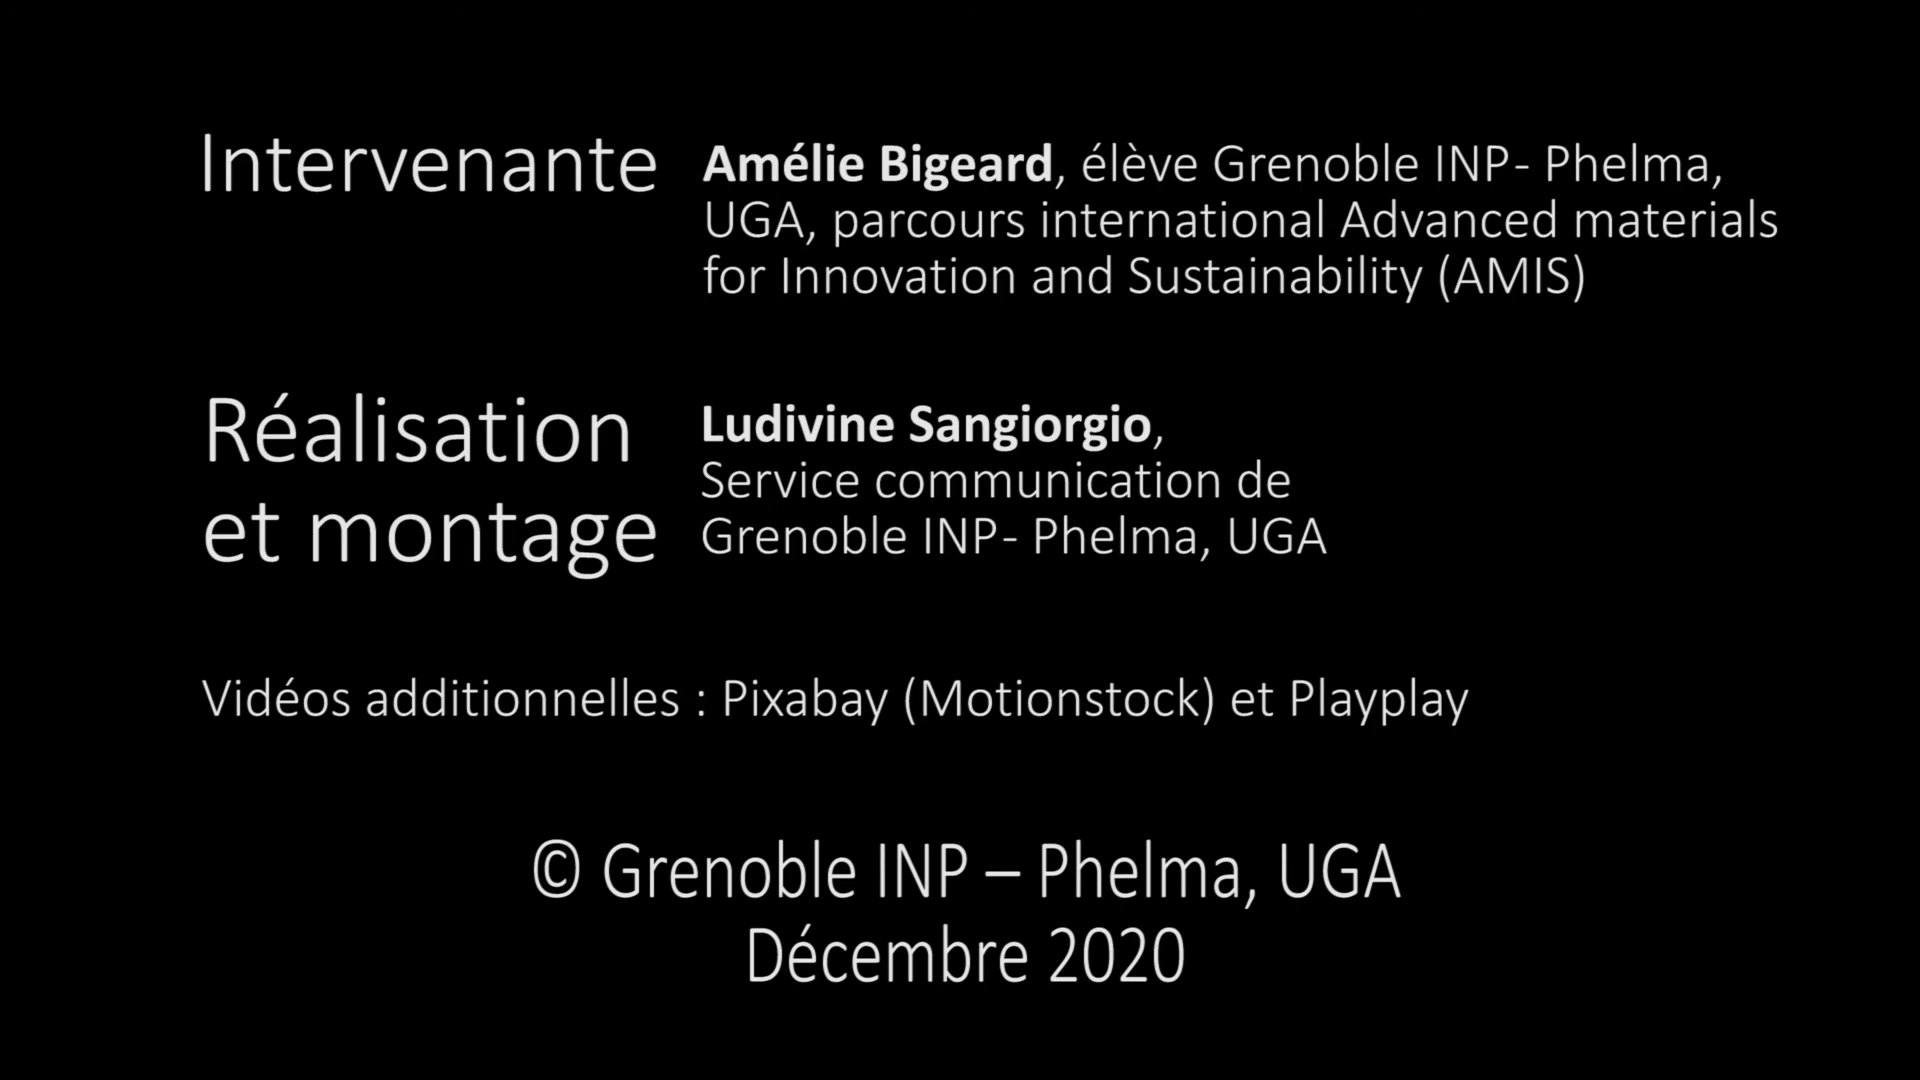 Intervenante
Amélie Bigeard, élève Grenoble INP- Phelma,
UGA, parcours international Advanced materials
for Innovation and Sustainability (AMIS)
Réalisation
et montage
Ludivine Sangiorgio,
Service communication de
Grenoble INP- Phelma, UGA
Vidéos additionnelles : Pixabay (Motionstock) et Playplay
© Grenoble INP – Phelma, UGA
Décembre 2020